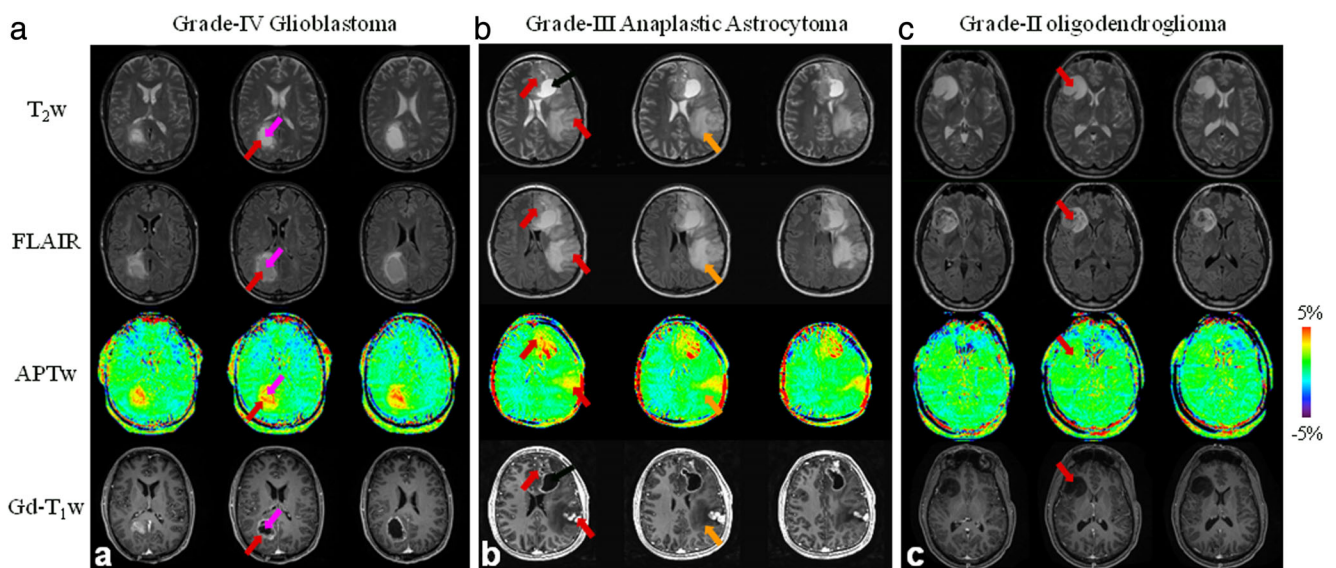 a
Grade-IV Glioblastoma
b
Grade-III Anaplastic Astrocytoma
c
Grade-II oligodendroglioma
T₂w
FLAIR
APTw
5%
-5%
Gd-T₁w
a
b
c